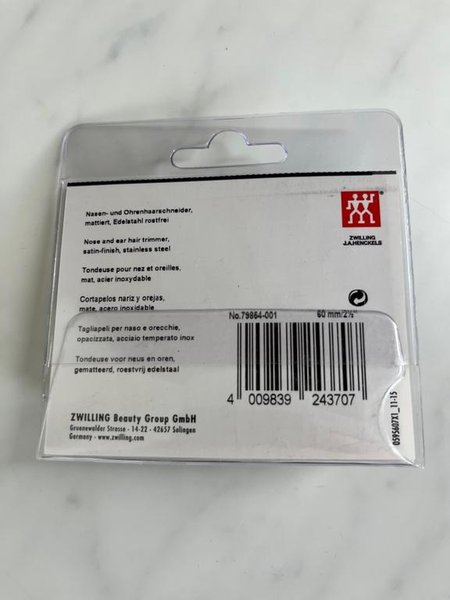 Nasen- und Ohrenhaarschneider,
mattiert, Edelstahl rostfrei
Nose and ear hair trimmer,
satin-finish, stainless steel
Tondeuse pour nez et oreilles,
mat, acier inoxydable
Cortapelos nariz y orejas,
mate, acero inoxidable
Tagliapeli per naso e orecchie,
opacizzata, acciaio temperato inox
Tondeuse voor neus en oren,
gematteerd, roestvrij edelstaal
ZWILLING Beauty Group GmbH
Gruenewalder Strasse - 14-22 - 42657 Solingen
Germany - www.zwilling.com
ZWILLING
J.A.HENCKELS
No.79864-001 60 mm/2½"
4 009839 243707
0595607X1_11-15